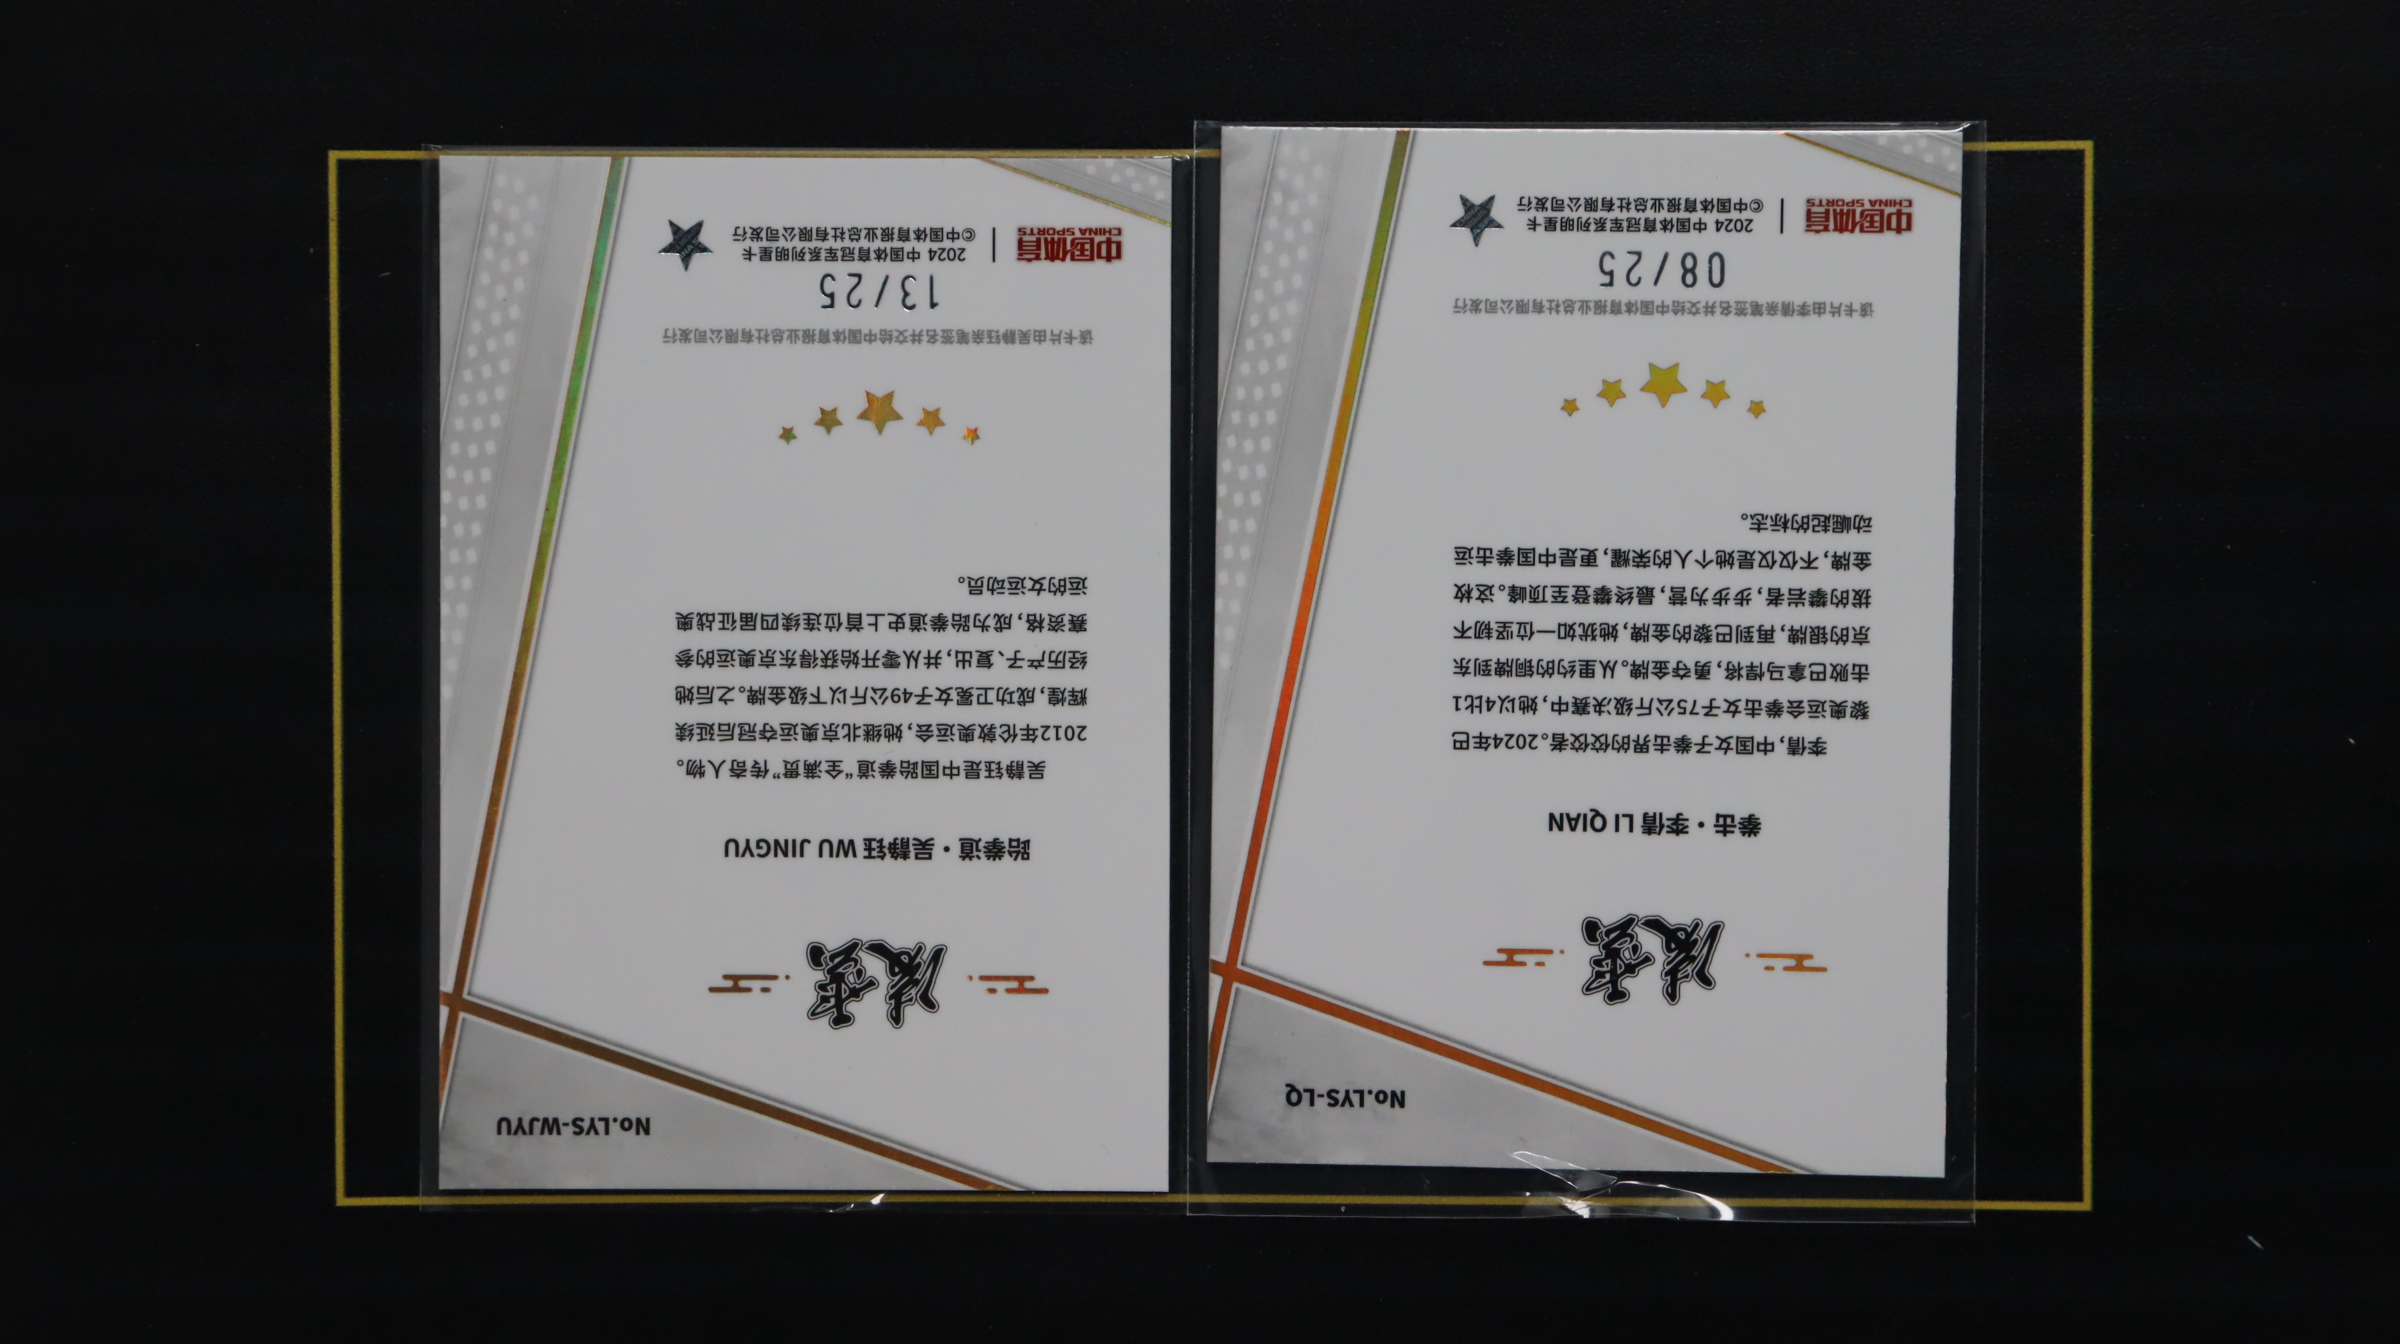 No.LYS-LQ
凌雲
拳击·李倩 LI QIAN
李倩，中国女子拳击界的佼佼者。2024年巴
黎奥运会拳击女子75公斤级决赛中，她以4比1
击败巴拿马悍将，勇夺金牌。从里约的铜牌到东
京的银牌，再到巴黎的金牌，她犹如一位坚韧不
拔的攀岩者，步步为营，最终攀登至顶峰。这枚
金牌，不仅仅是她个人的荣耀，更是中国拳击运
动崛起的标志。
该卡片由李倩亲笔签名并交给中国体育报业总社有限公司发行
08/25
中国体育
CHINA SPORTS
2024 中国体育冠军系列明星卡
©中国体育报业总社有限公司发行
No.LYS-WJYU
凌雲
跆拳道·吴静钰 WU JINGYU
吴静钰是中国跆拳道“全满贯”传奇人物。
2012年伦敦奥运会，她继北京奥运夺冠后延续
辉煌，成功卫冕女子49公斤以下级金牌。之后她
经历产子、复出，并从零开始获得东京奥运的参
赛资格，成为跆拳道史上首位连续四届征战奥
运的女运动员。
该卡片由吴静钰亲笔签名并交给中国体育报业总社有限公司发行
13/25
中国体育
CHINA SPORTS
2024 中国体育冠军系列明星卡
©中国体育报业总社有限公司发行